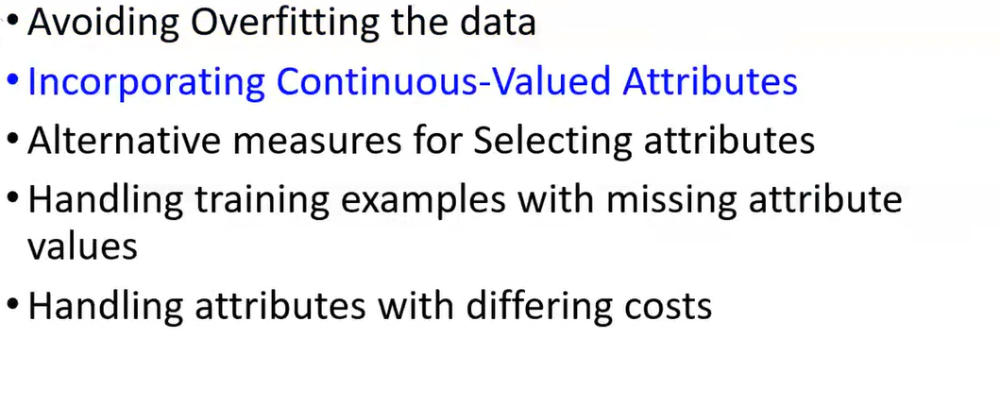 • Avoiding Overfitting the data
• Incorporating Continuous-Valued Attributes
• Alternative measures for Selecting attributes
• Handling training examples with missing attribute
values
• Handling attributes with differing costs